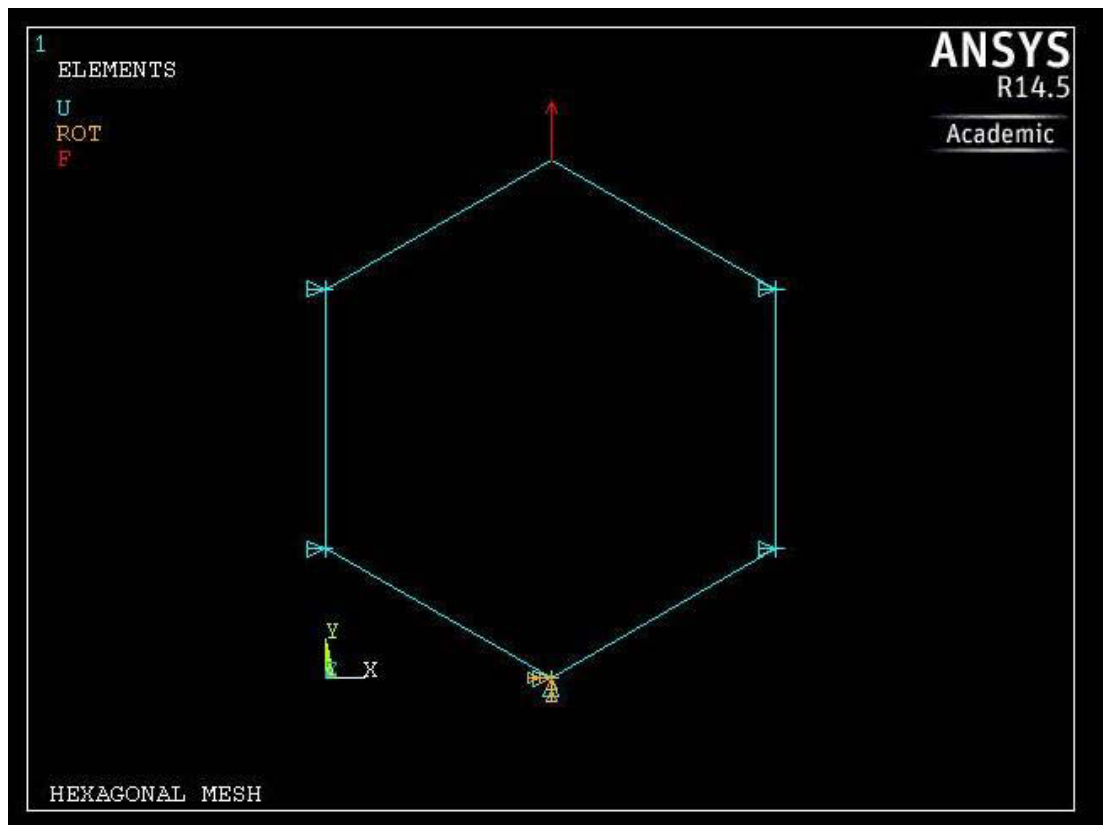 1
ELEMENTS
U
ROT
F
ANSYS
R14.5
Academic
Y
X
HEXAGONAL MESH